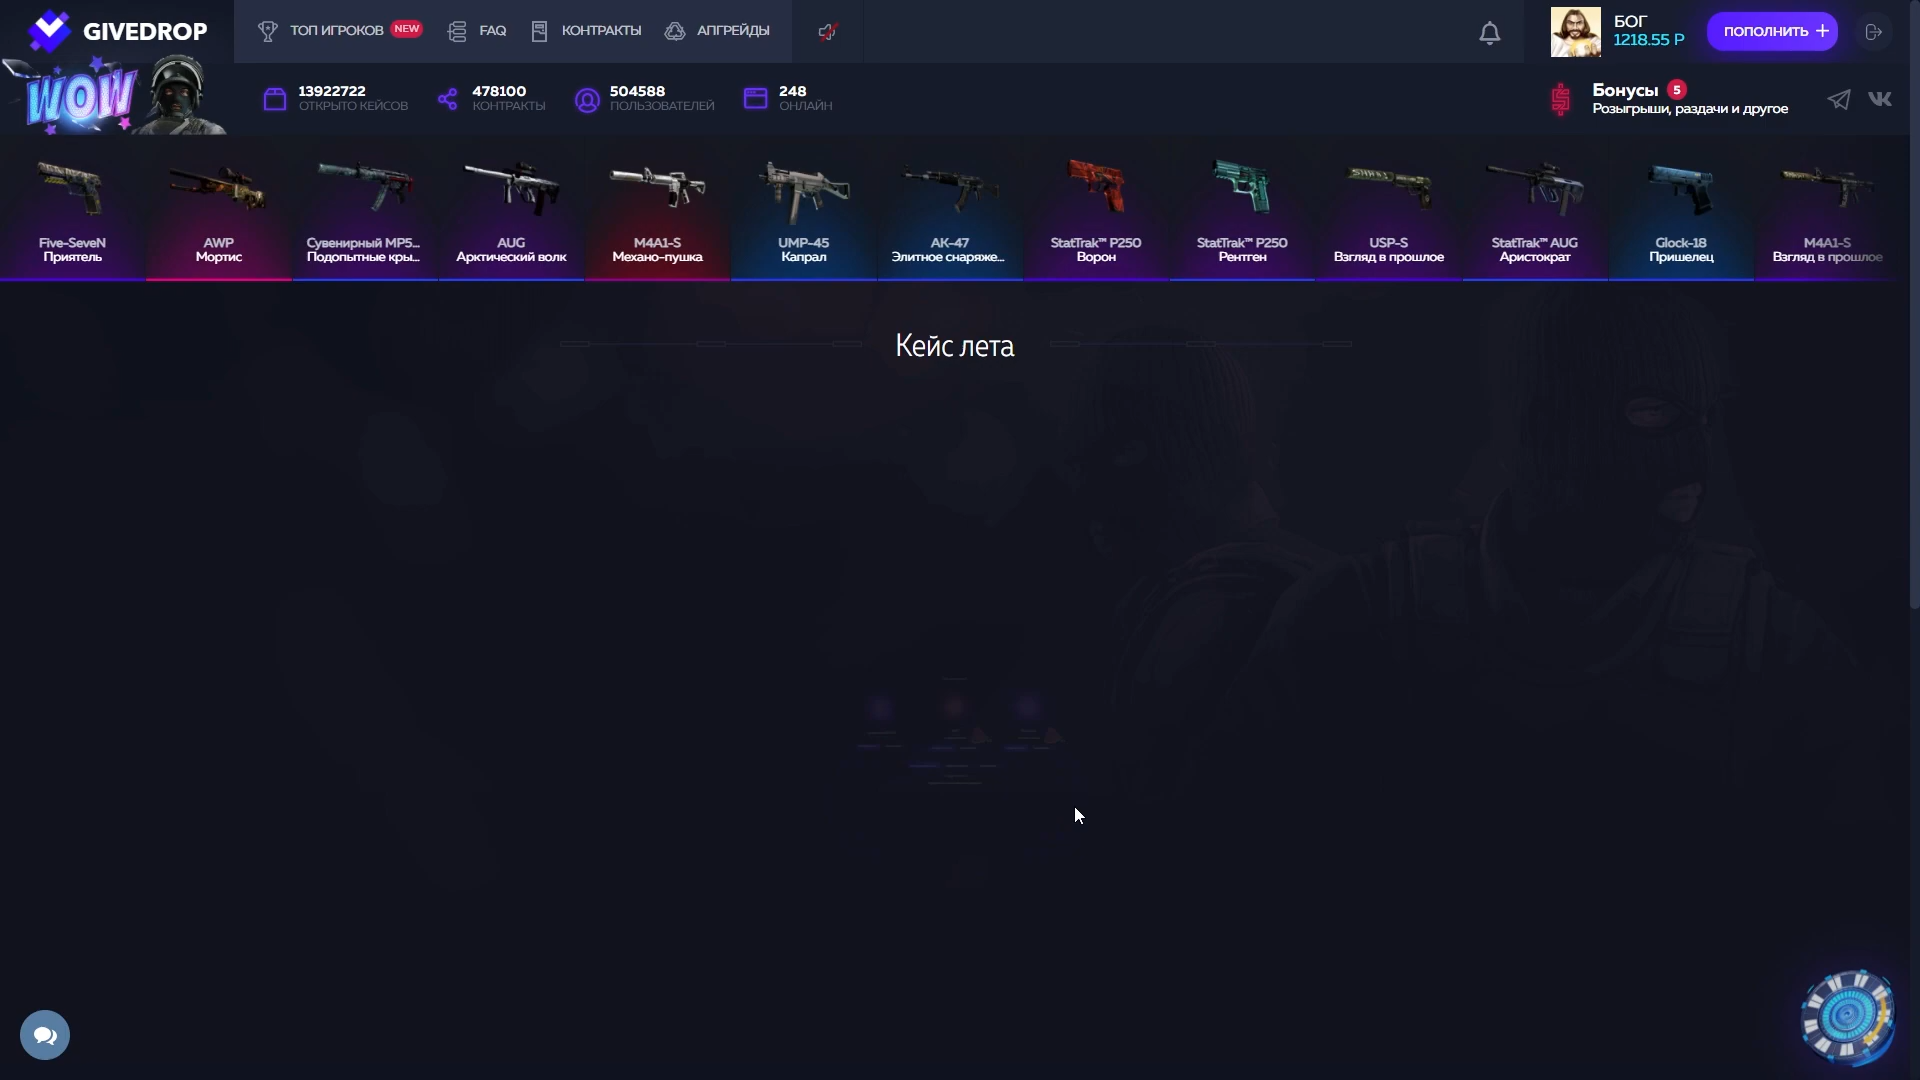 GIVEDROP
ТОП ИГРОКОВ NEW
FAQ
КОНТРАКТЫ
АПГРЕЙДЫ
БОГ
1218.55 Р
ПОПОЛНИТЬ +
WOW
13922722
ОТКРЫТО КЕЙСОВ
478100
КОНТРАКТЫ
504588
ПОЛЬЗОВАТЕЛЕЙ
248
ОНЛАЙН
Бонусы 5
Розыгрыши, раздачи и другое
Five-SeveN
Приятель
AWP
Мортис
Сувенирный MP5...
Подопытные кры...
AUG
Арктический волк
M4A1-S
Механо-пушка
UMP-45
Капрал
AK-47
Элитное снаряже...
StatTrak™ P250
Ворон
StatTrak™ P250
Рентген
USP-S
Взгляд в прошлое
StatTrak™ AUG
Аристократ
Glock-18
Пришелец
M4A1-S
Взгляд в прошлое
Кейс лета